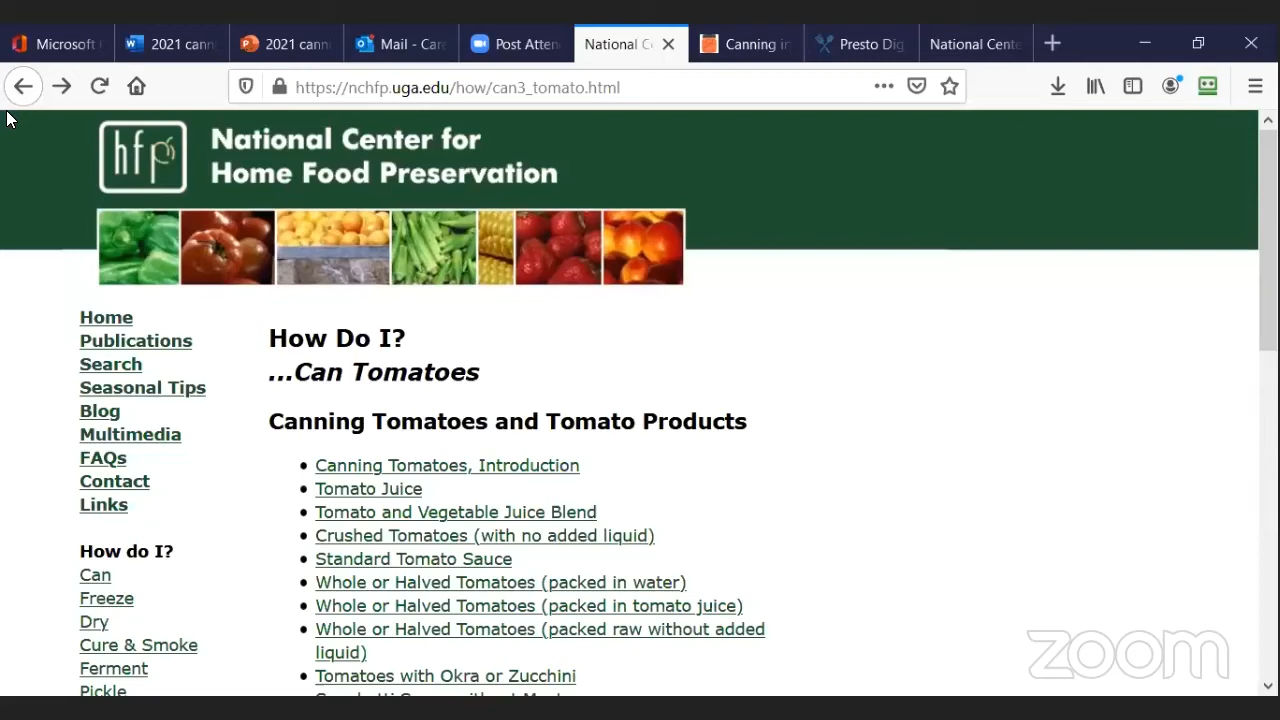 Microsoft
2021 cann
2021 cann
Mail - Car
Post Atten
National C
Canning in
Presto Dig
National Cente
https://nchfp.uga.edu/how/can3_tomato.html
hfp
National Center for
Home Food Preservation
Home
Publications
Search
Seasonal Tips
Blog
Multimedia
FAQs
Contact
Links
How do I?
Can
Freeze
Dry
Cure & Smoke
Ferment
Pickle
How Do I?
...Can Tomatoes
Canning Tomatoes and Tomato Products
• Canning Tomatoes, Introduction
• Tomato Juice
• Tomato and Vegetable Juice Blend
• Crushed Tomatoes (with no added liquid)
• Standard Tomato Sauce
• Whole or Halved Tomatoes (packed in water)
• Whole or Halved Tomatoes (packed in tomato juice)
• Whole or Halved Tomatoes (packed raw without added
liquid)
• Tomatoes with Okra or Zucchini
zoom